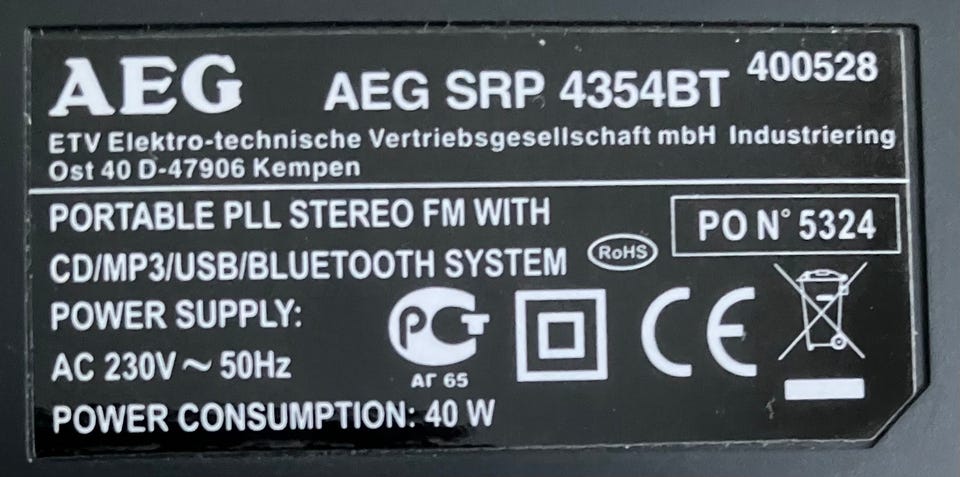 AEG AEG SRP 4354BT 400528
ETV Elektro-technische Vertriebsgesellschaft mbH Industriering
Ost 40 D-47906 Kempen
PORTABLE PLL STEREO FM WITH
CD/MP3/USB/BLUETOOTH SYSTEM
RoHS
PO N° 5324
POWER SUPPLY:
AC 230V ~ 50Hz
POWER CONSUMPTION: 40 W
РСТ
АГ 65
CE